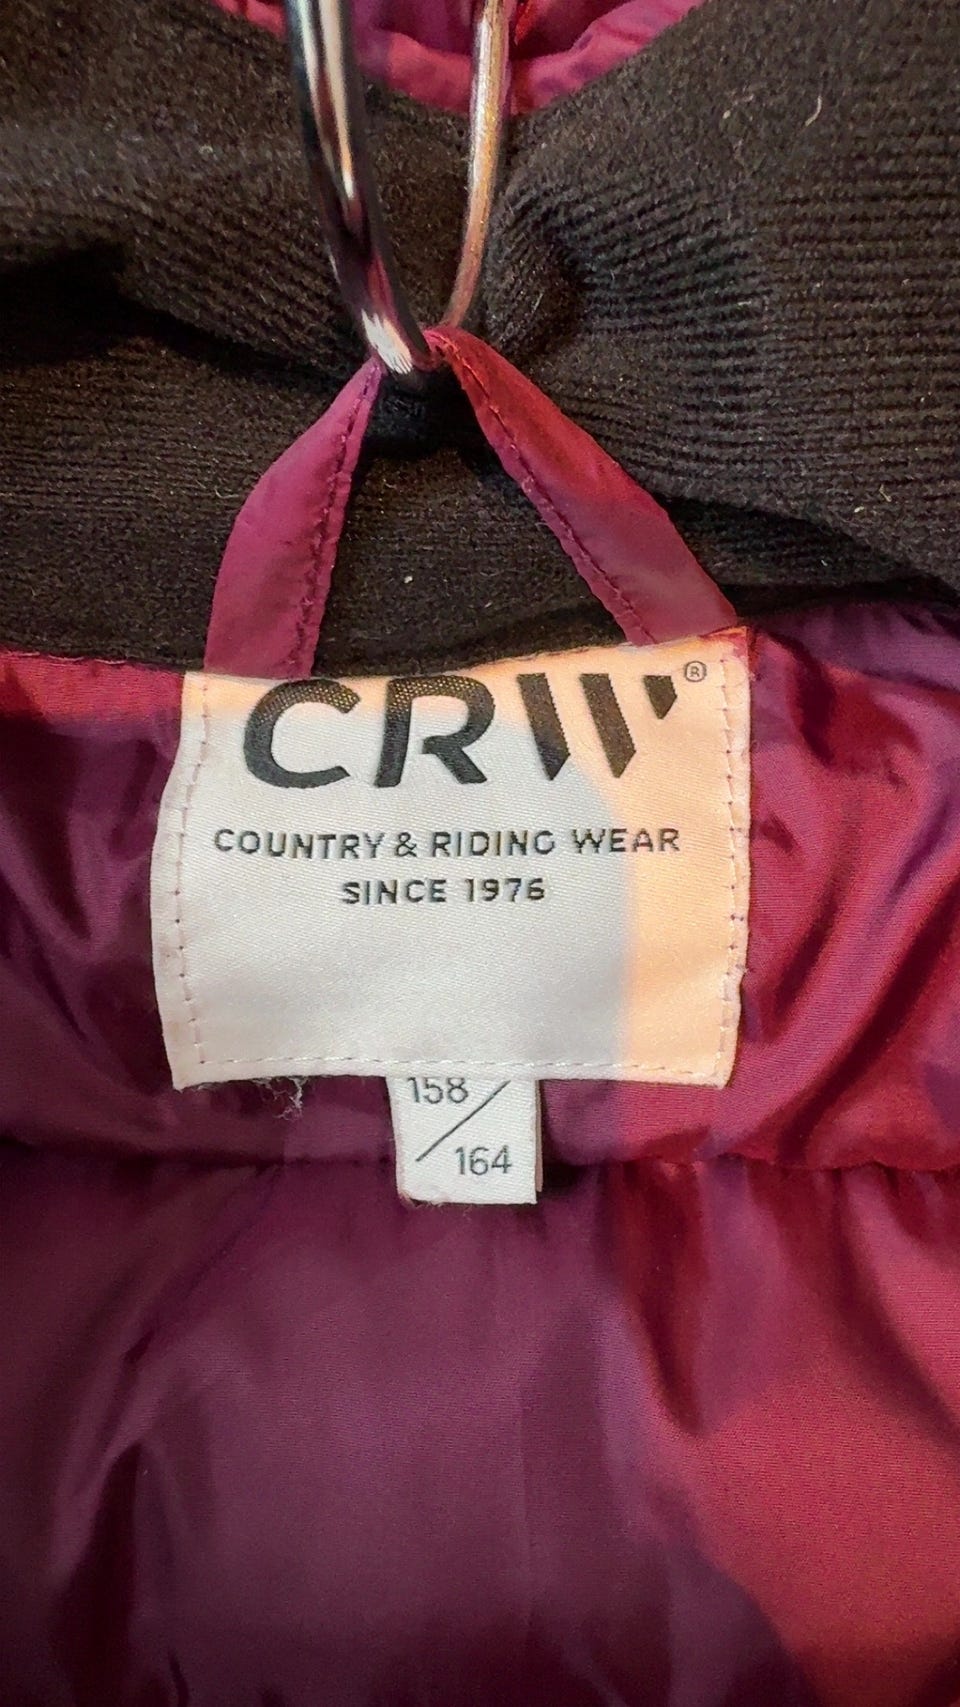 CRW®
COUNTRY & RIDING WEAR
SINCE 1976
158/
164